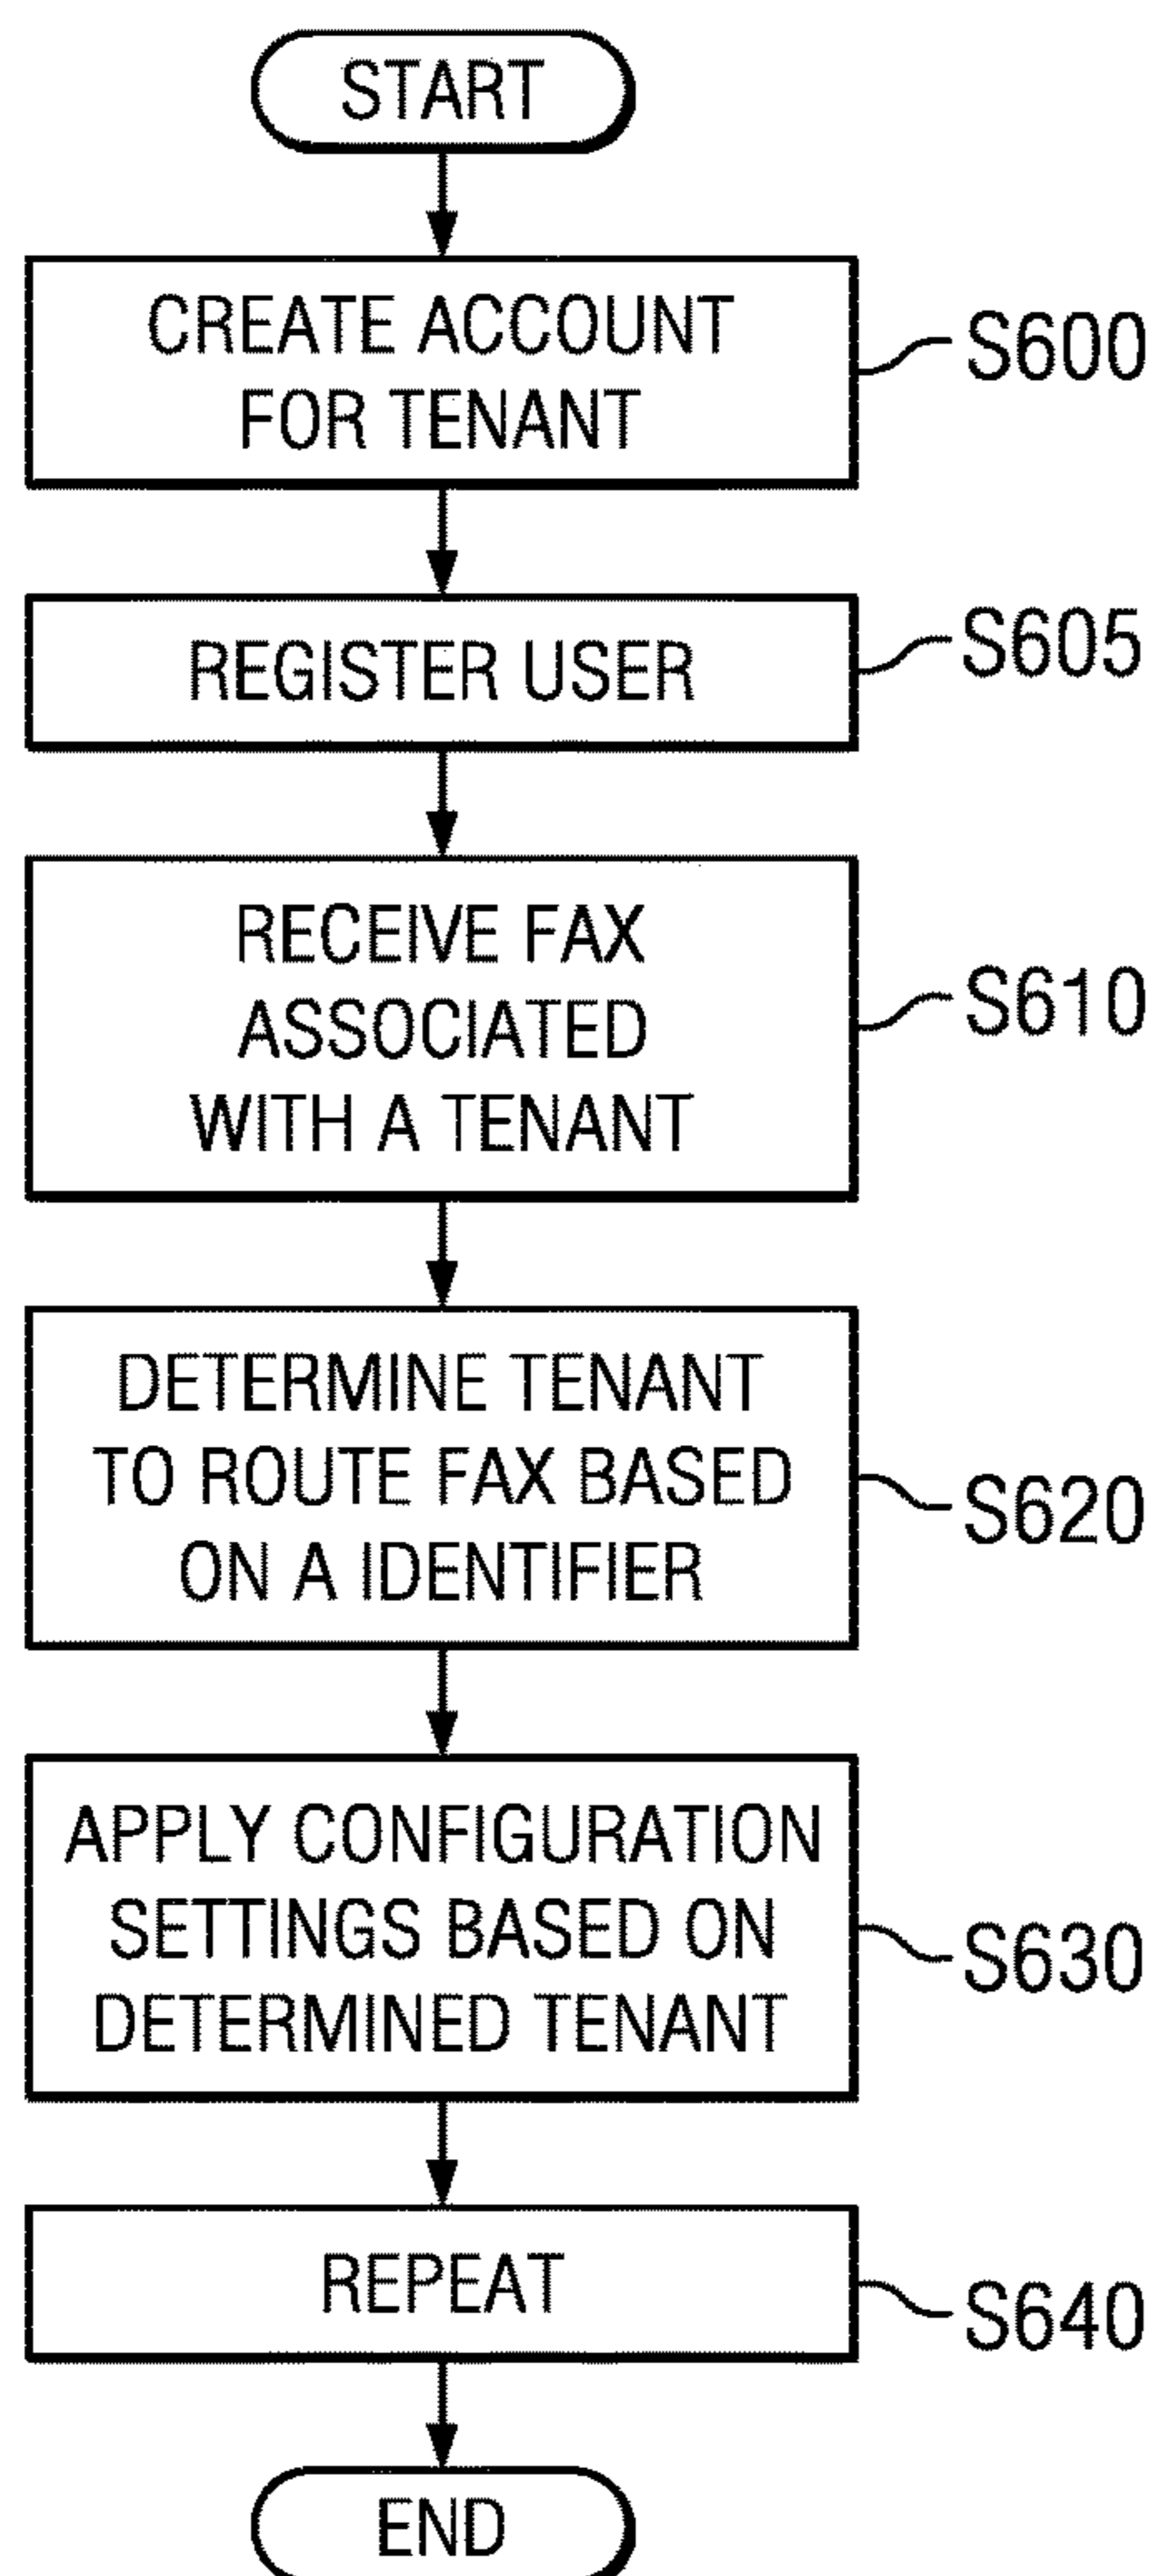 START
CREATE ACCOUNT
FOR TENANT
S600
REGISTER USER
S605
RECEIVE FAX
ASSOCIATED
WITH A TENANT
S610
DETERMINE TENANT
TO ROUTE FAX BASED
ON A IDENTIFIER
S620
APPLY CONFIGURATION
SETTINGS BASED ON
DETERMINED TENANT
S630
REPEAT
S640
END